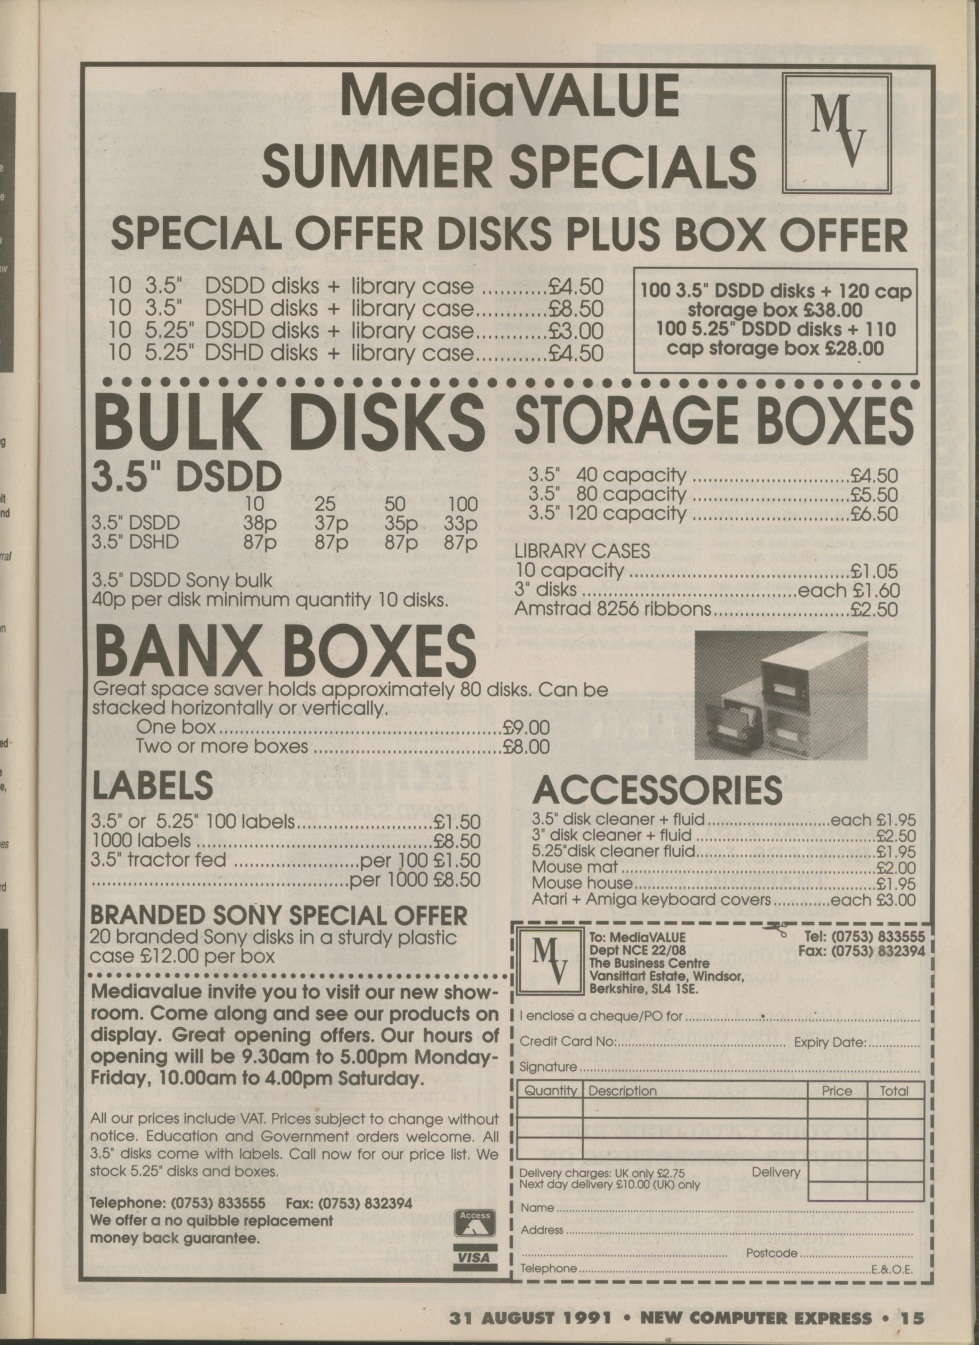 MediaVALUE
SUMMER SPECIALS
MV
SPECIAL OFFER DISKS PLUS BOX OFFER
10 3.5" DSDD disks + library case ...........£4.50
10 3.5" DSHD disks + library case............£8.50
10 5.25" DSDD disks + library case............£3.00
10 5.25" DSHD disks + library case............£4.50
100 3.5" DSDD disks + 120 cap
storage box £38.00
100 5.25" DSDD disks + 110
cap storage box £28.00
BULK DISKS
3.5" DSDD
10 25 50 100
3.5" DSDD 38p 37p 35p 33p
3.5" DSHD 87p 87p 87p 87p
3.5" DSDD Sony bulk
40p per disk minimum quantity 10 disks.
STORAGE BOXES
3.5" 40 capacity ............................£4.50
3.5" 80 capacity ............................£5.50
3.5" 120 capacity ............................£6.50
LIBRARY CASES
10 capacity .......................................£1.05
3" disks ......................................each £1.60
Amstrad 8256 ribbons........................£2.50
BANX BOXES
Great space saver holds approximately 80 disks. Can be
stacked horizontally or vertically.
One box..................................................£9.00
Two or more boxes .................................£8.00
LABELS
3.5" or 5.25" 100 labels........................£1.50
1000 labels ..........................................£8.50
3.5" tractor fed ......................per 100 £1.50
..............................................per 1000 £8.50
ACCESSORIES
3.5" disk cleaner + fluid.......................each £1.95
3" disk cleaner + fluid .................................£2.50
5.25"disk cleaner fluid.................................£1.95
Mouse mat ...............................................£2.00
Mouse house.............................................£1.95
Atari + Amiga keyboard covers............each £3.00
BRANDED SONY SPECIAL OFFER
20 branded Sony disks in a sturdy plastic
case £12.00 per box
Mediavalue invite you to visit our new show-
room. Come along and see our products on
display. Great opening offers. Our hours of
opening will be 9.30am to 5.00pm Monday-
Friday, 10.00am to 4.00pm Saturday.
All our prices include VAT. Prices subject to change without
notice. Education and Government orders welcome. All
3.5" disks come with labels. Call now for our price list. We
stock 5.25" disks and boxes.
Telephone: (0753) 833555 Fax: (0753) 832394
We offer a no quibble replacement
money back guarantee.
Access
VISA
MV
To: MediaVALUE
Dept NCE 22/08
The Business Centre
Vansittart Estate, Windsor,
Berkshire, SL4 1SE.
Tel: (0753) 833555
Fax: (0753) 832394
I enclose a cheque/PO for ..............................
Credit Card No:.............................. Expiry Date:............
Signature..............................
Quantity Description Price Total
Delivery charges: UK only £2.75
Next day delivery £10.00 (UK) only
Delivery
Name..............................
Address..............................
.............................. Postcode..............................
Telephone..............................E.&.O.E.
31 AUGUST 1991 • NEW COMPUTER EXPRESS • 15